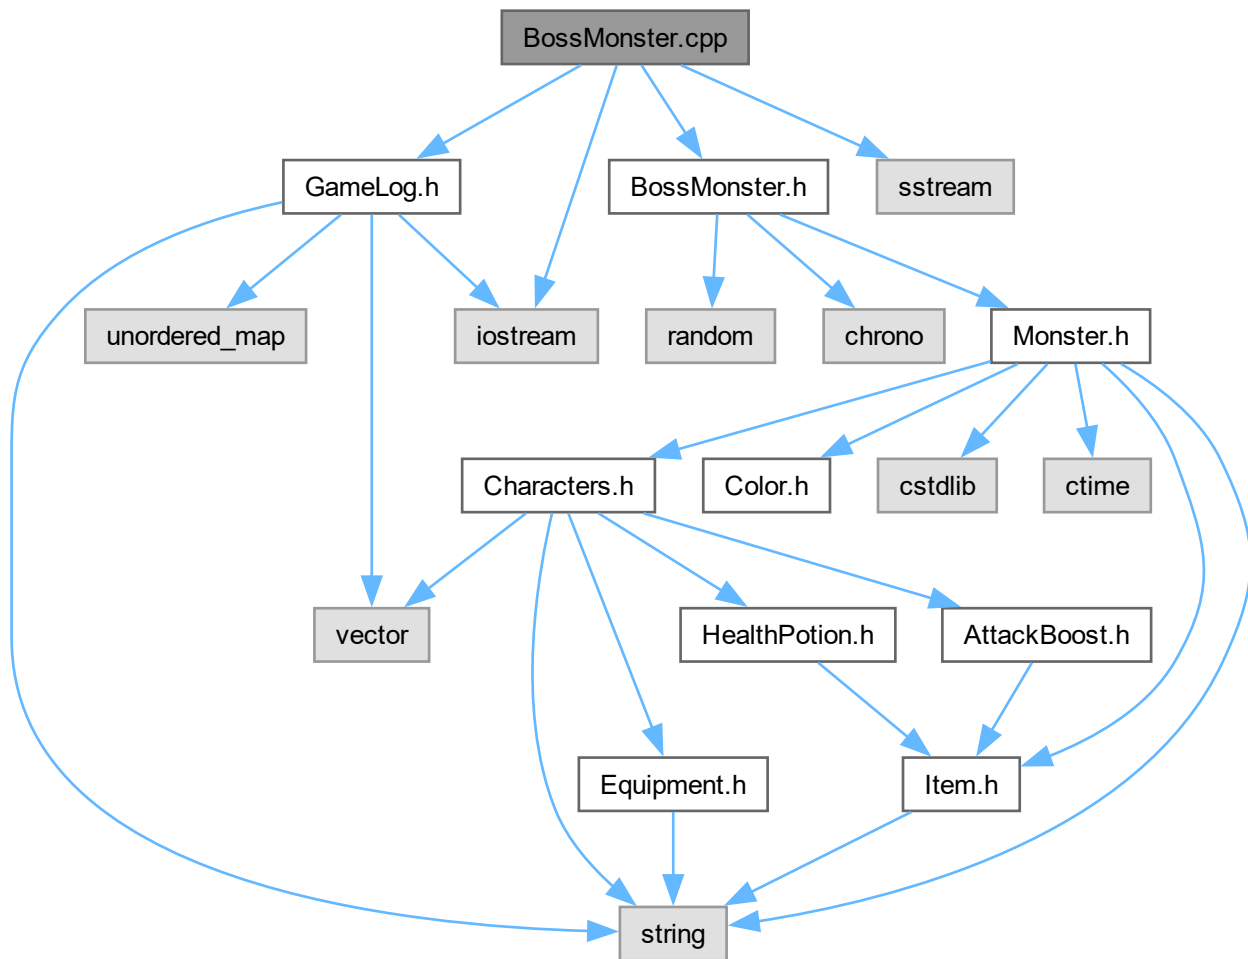 BossMonster.cpp
GameLog.h
BossMonster.h
sstream
unordered_map
iostream
random
chrono
Monster.h
Characters.h
Color.h
cstdlib
ctime
vector
HealthPotion.h
AttackBoost.h
Equipment.h
Item.h
string